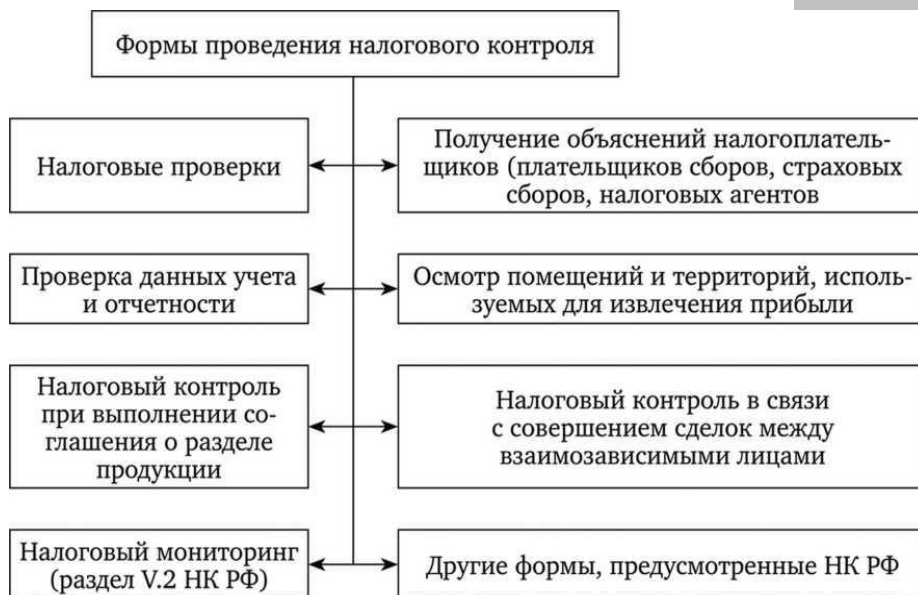 Формы проведения налогового контроля
Налоговые проверки
Получение объяснений налогоплатель-
щиков (плательщиков сборов, страховых
сборов, налоговых агентов
Проверка данных учета
и отчетности
Осмотр помещений и территорий, исполь-
зуемых для извлечения прибыли
Налоговый контроль
при выполнении со-
глашения о разделе
продукции
Налоговый контроль в связи
с совершением сделок между
взаимозависимыми лицами
Налоговый мониторинг
(раздел V.2 НК РФ)
Другие формы, предусмотренные НК РФ